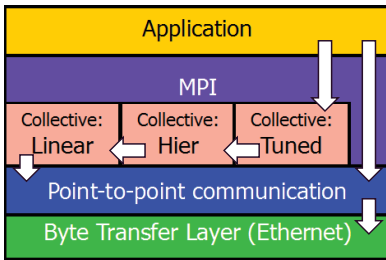 Application
MPI
Collective: Collective: Collective:
Linear Hier Tuned
Point-to-point communication
Byte Transfer Layer (Ethernet)